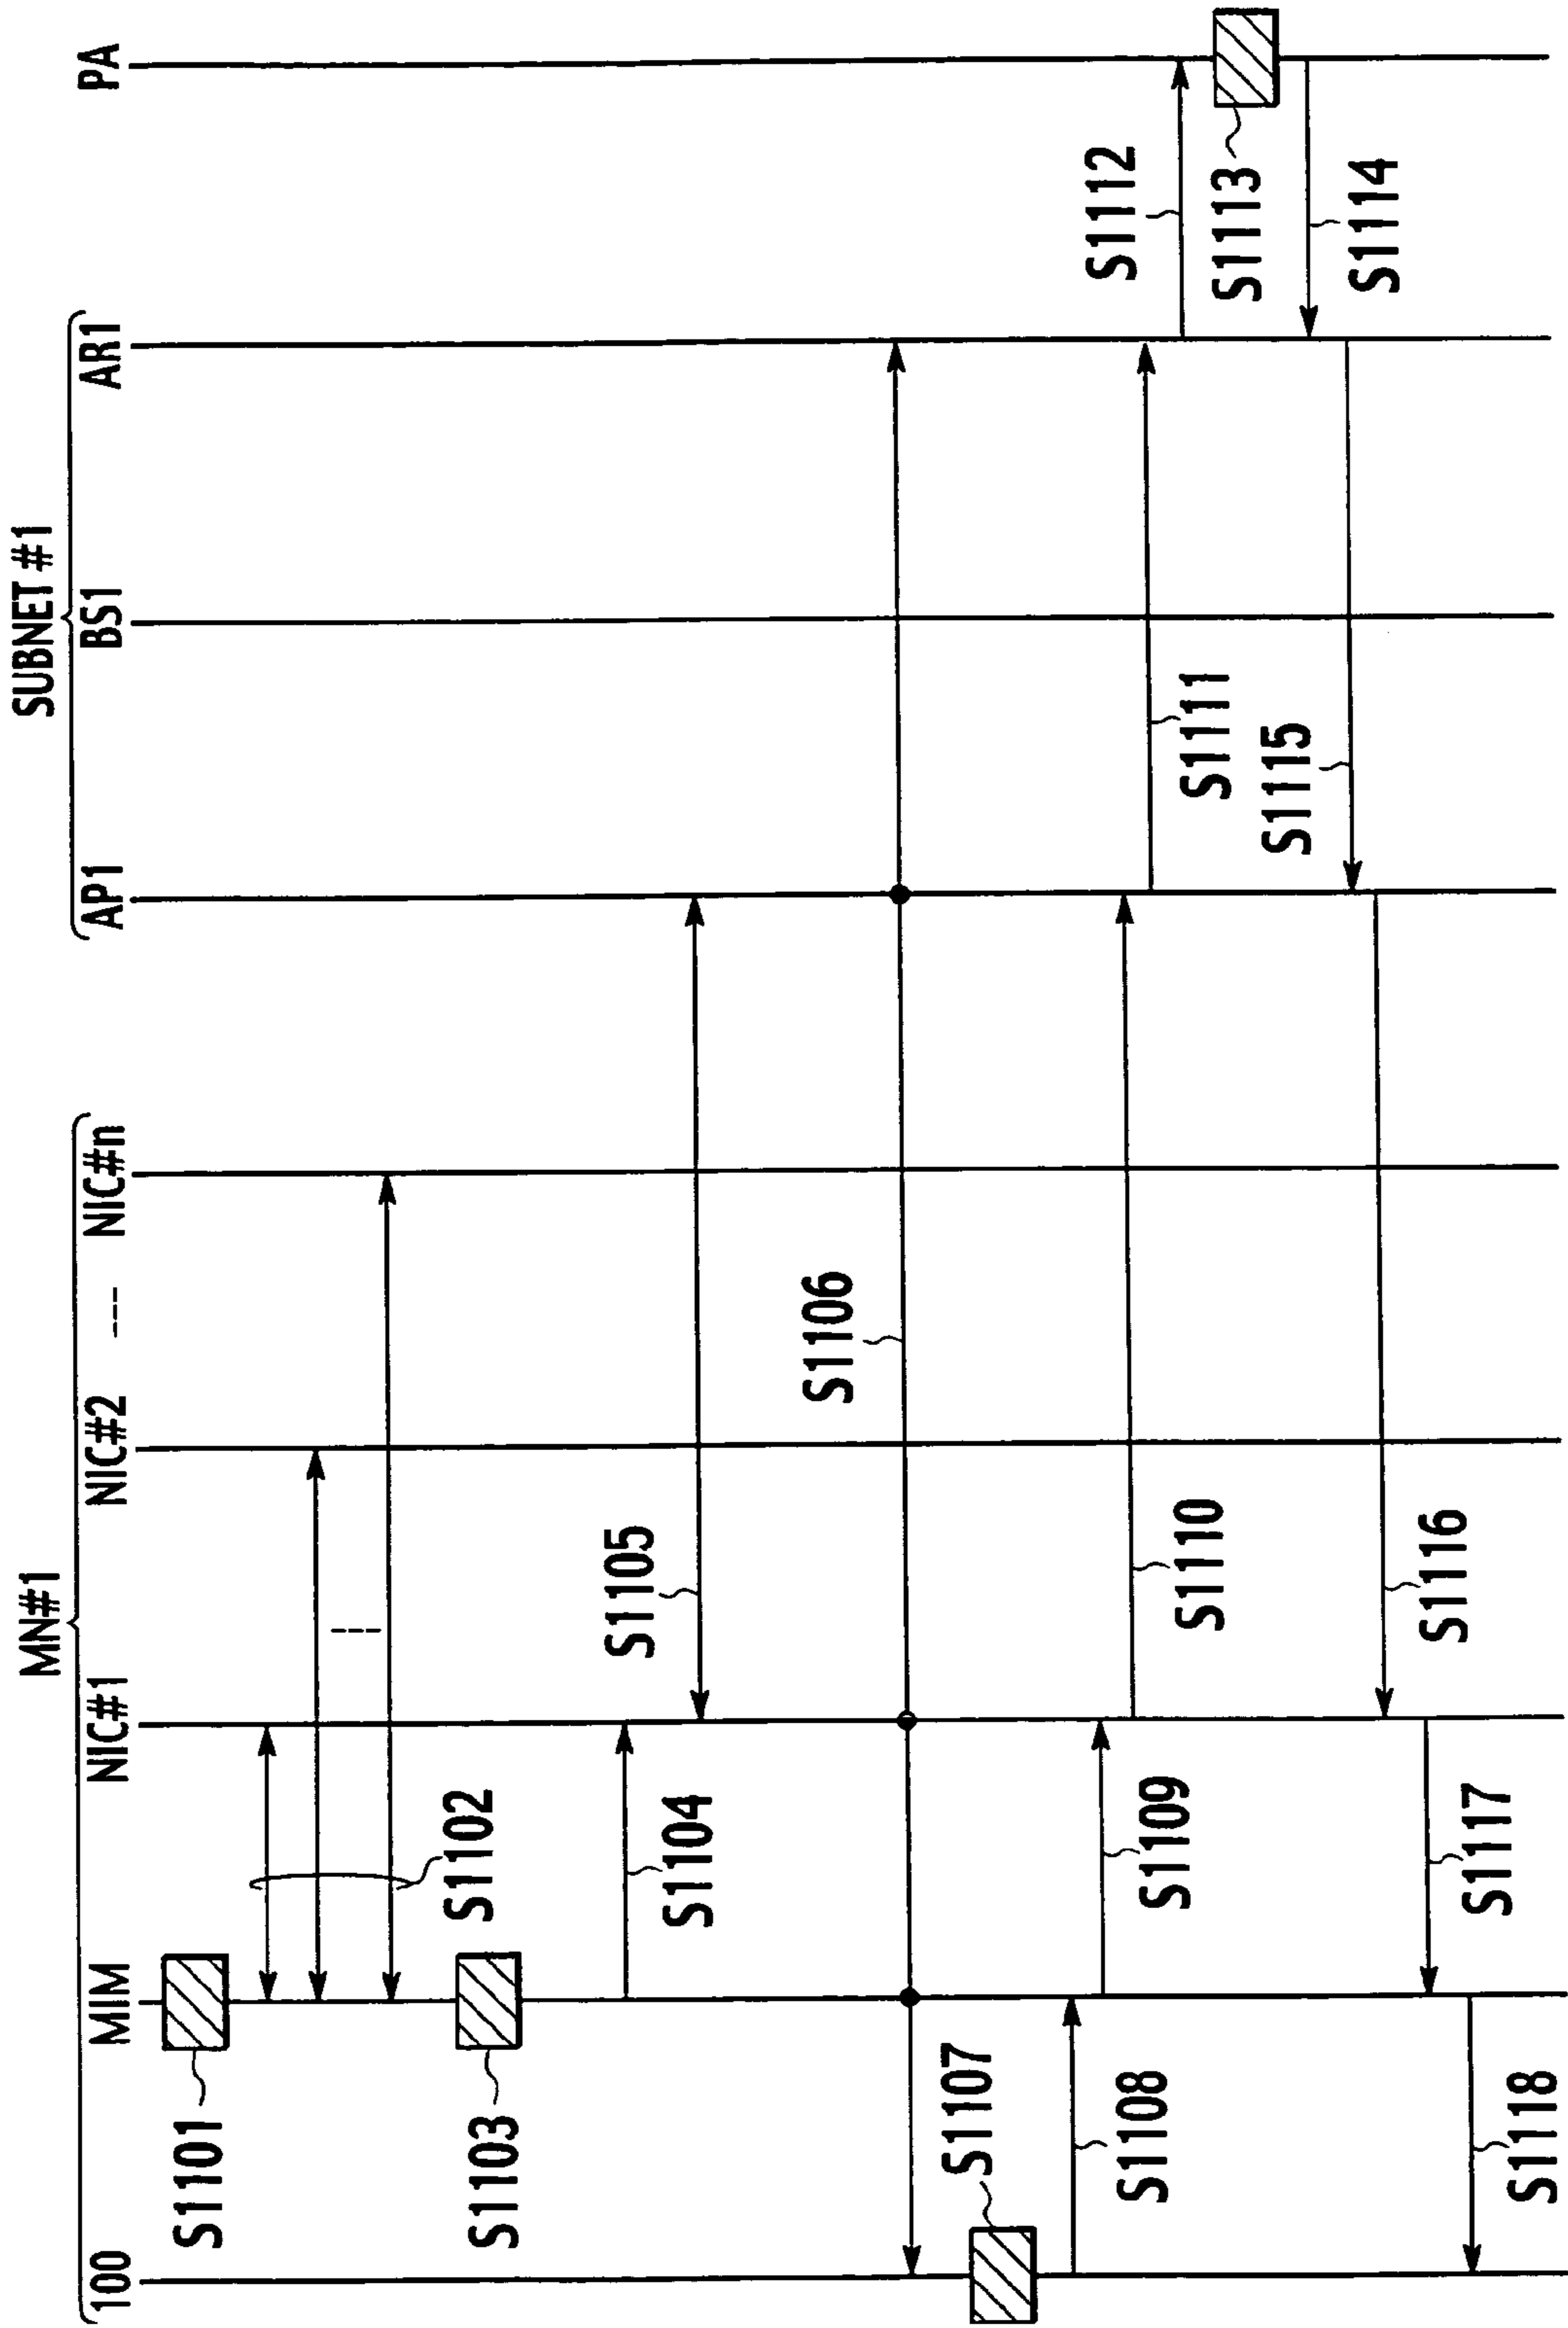 MN#1
SUBNET #1
100
MIM
NIC#1
NIC#2
---
NIC#n
AP1
BS1
AR1
PA
S1101
S1102
S1103
S1104
S1105
S1106
S1107
S1108
S1109
S1110
S1111
S1112
S1113
S1114
S1115
S1116
S1117
S1118